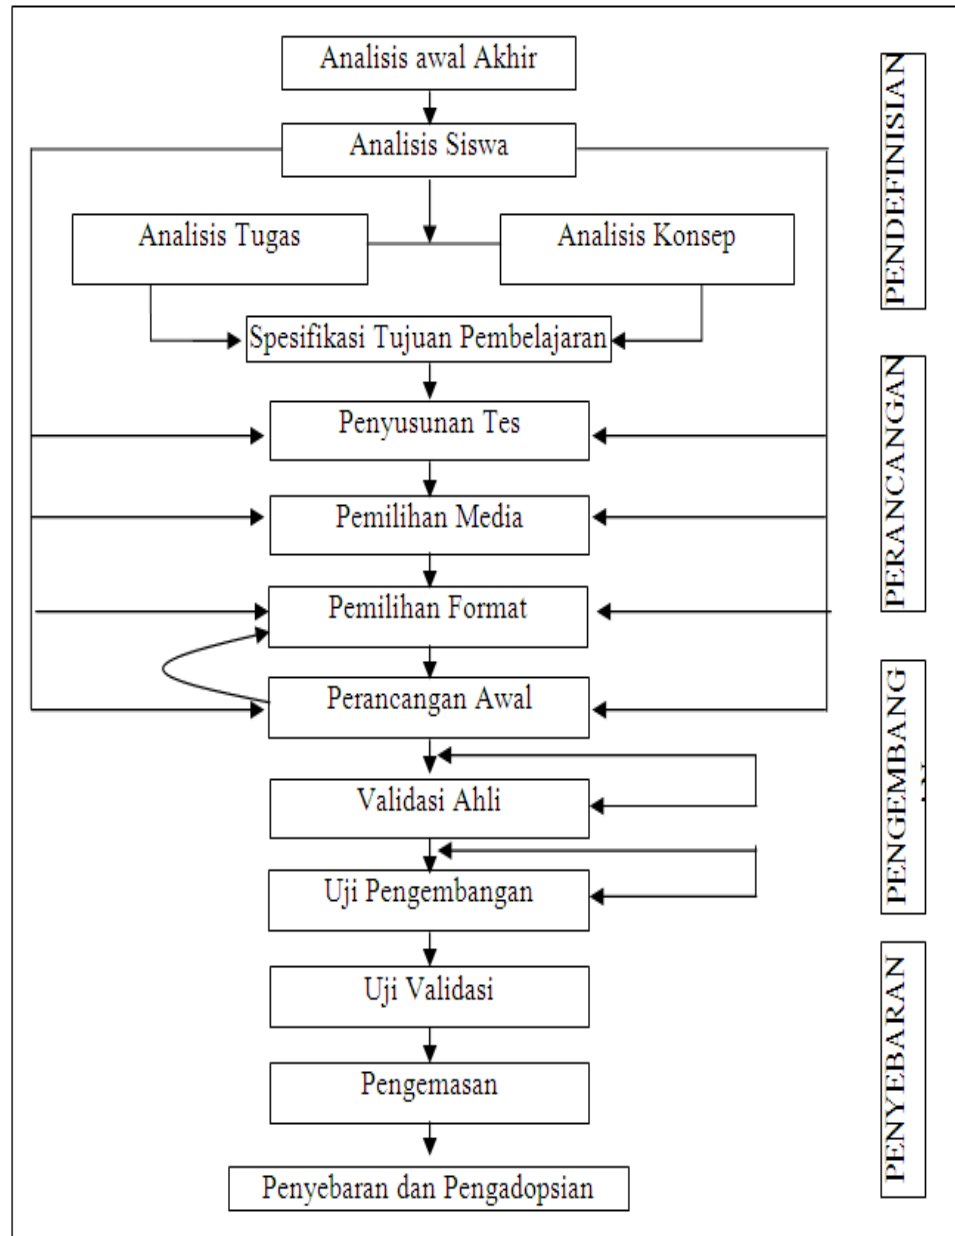 Analisis awal Akhir
Analisis Siswa
Analisis Tugas
Analisis Konsep
Spesifikasi Tujuan Pembelajaran
Penyusunan Tes
Pemilihan Media
Pemilihan Format
Perancangan Awal
Validasi Ahli
Uji Pengembangan
Uji Validasi
Pengemasan
Penyebaran dan Pengadopsian
PENDEFINISIAN
PERANCANGAN
PENGEMBANG
PENYEBARAN